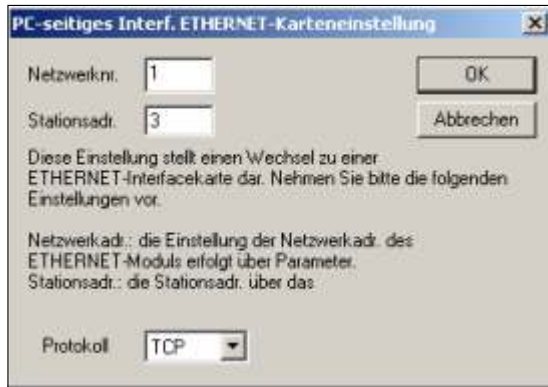 PC-seitiges Interf. ETHERNET-Karteneinstellung
Netzwerknr. 1 OK
Stationsadr. 3 Abbrechen
Diese Einstellung stellt einen Wechsel zu einer
ETHERNET-Interfacekarte dar. Nehmen Sie bitte die folgenden
Einstellungen vor.
Netzwerkadr.: die Einstellung der Netzwerkadr. des
ETHERNET-Moduls erfolgt über Parameter.
Stationsadr.: die Stationsadr. über das
Protokoll TCP